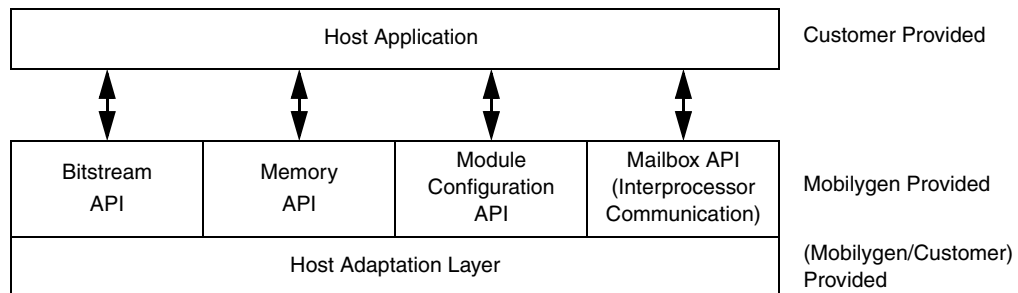 Host Application
Customer Provided
Bitstream
API
Memory
API
Module
Configuration
API
Mailbox API
(Interprocessor
Communication)
Mobilygen Provided
Host Adaptation Layer
(Mobilygen/Customer)
Provided